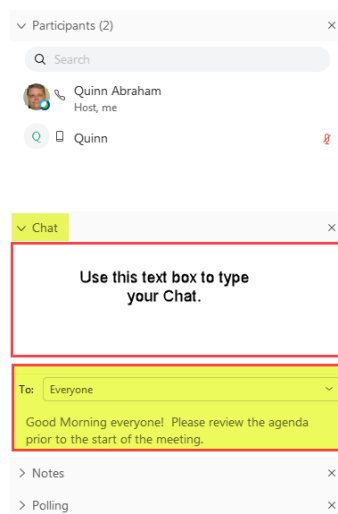 Participants (2)
Search
Quinn Abraham
Host, me
Q
Quinn
Chat
Use this text box to type
your Chat.
To: Everyone
Good Morning everyone! Please review the agenda
prior to the start of the meeting.
Notes
Polling